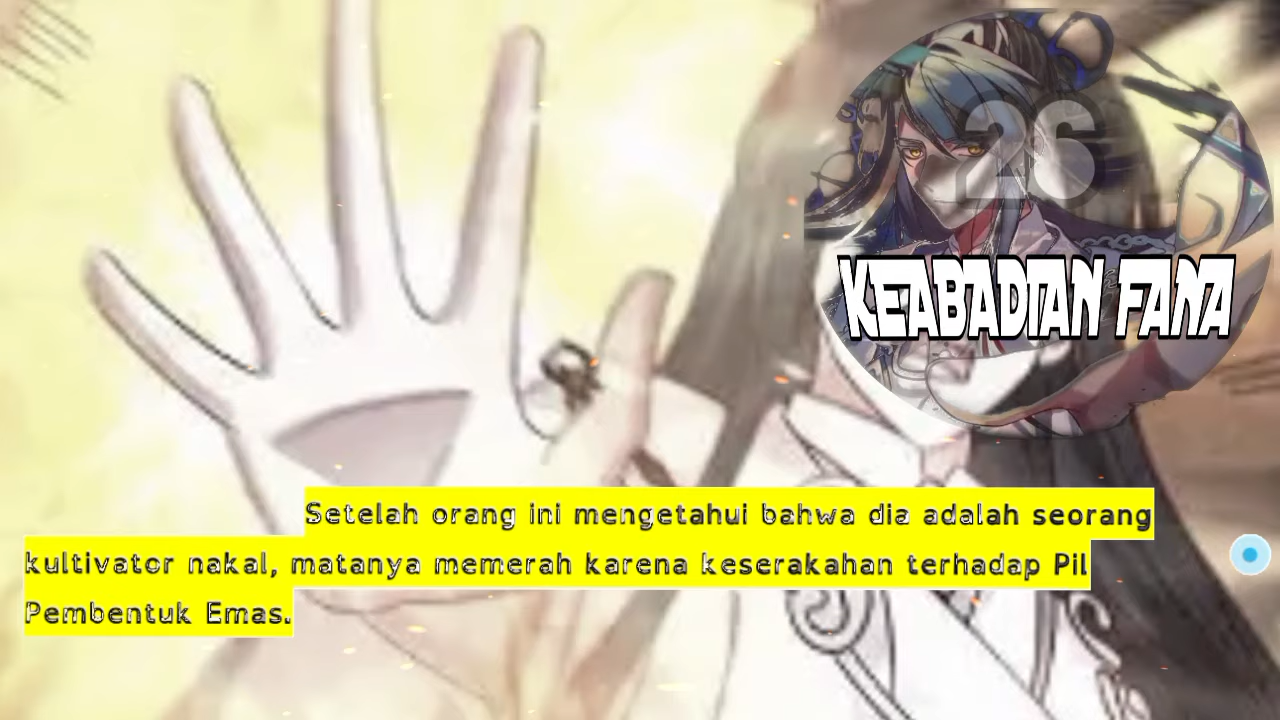 26
KEABADIAN FANA
Setelah orang ini mengetahui bahwa dia adalah seorang
kultivator nakal, matanya memerah karena keserakahan terhadap Pil
Pembentuk Emas.